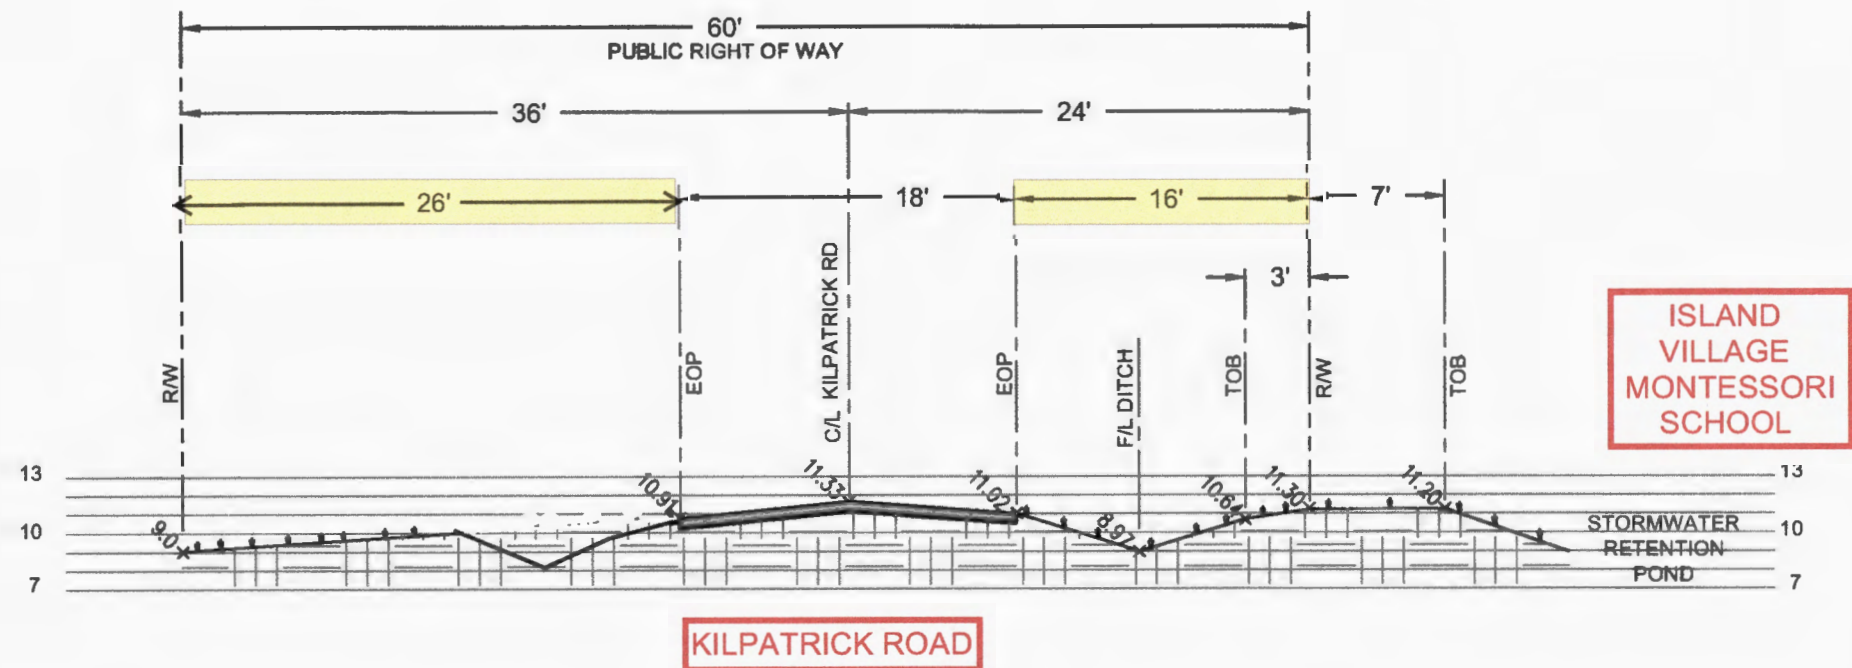 60'
PUBLIC RIGHT OF WAY
36'
24'
26'
18'
16'
7'
3'
R/W
EOP
C/L KILPATRICK RD
EOP
F/L DITCH
TOB
R/W
TOB
ISLAND
VILLAGE
MONTESSORI
SCHOOL
13
10
7
9.0
10.91
11.33
11.02
8.97
10.64
11.30
11.20
13
10
7
STORMWATER
RETENTION
POND
KILPATRICK ROAD